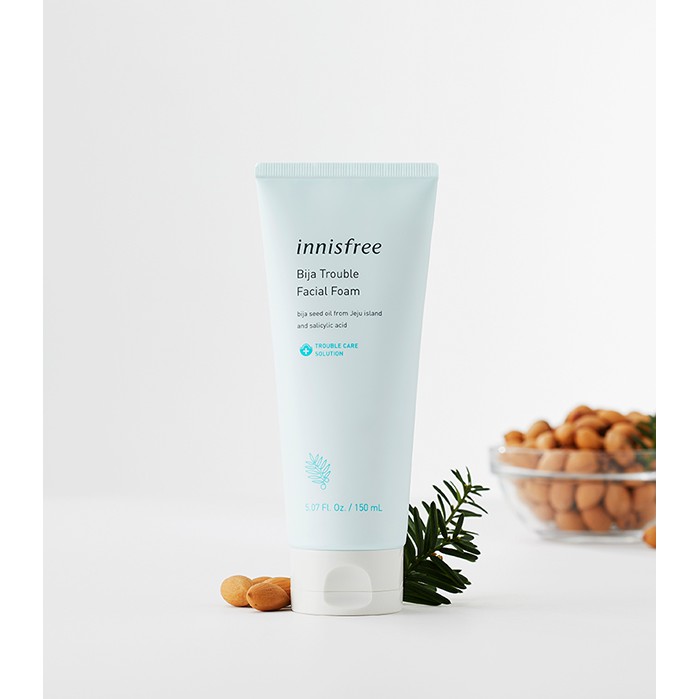 innisfree
Bija Trouble
Facial Foam
bija seed oil from Jeju island
and salicylic acid
TROUBLE CARE
SOLUTION
5.07 Fl. Oz. / 150 mL